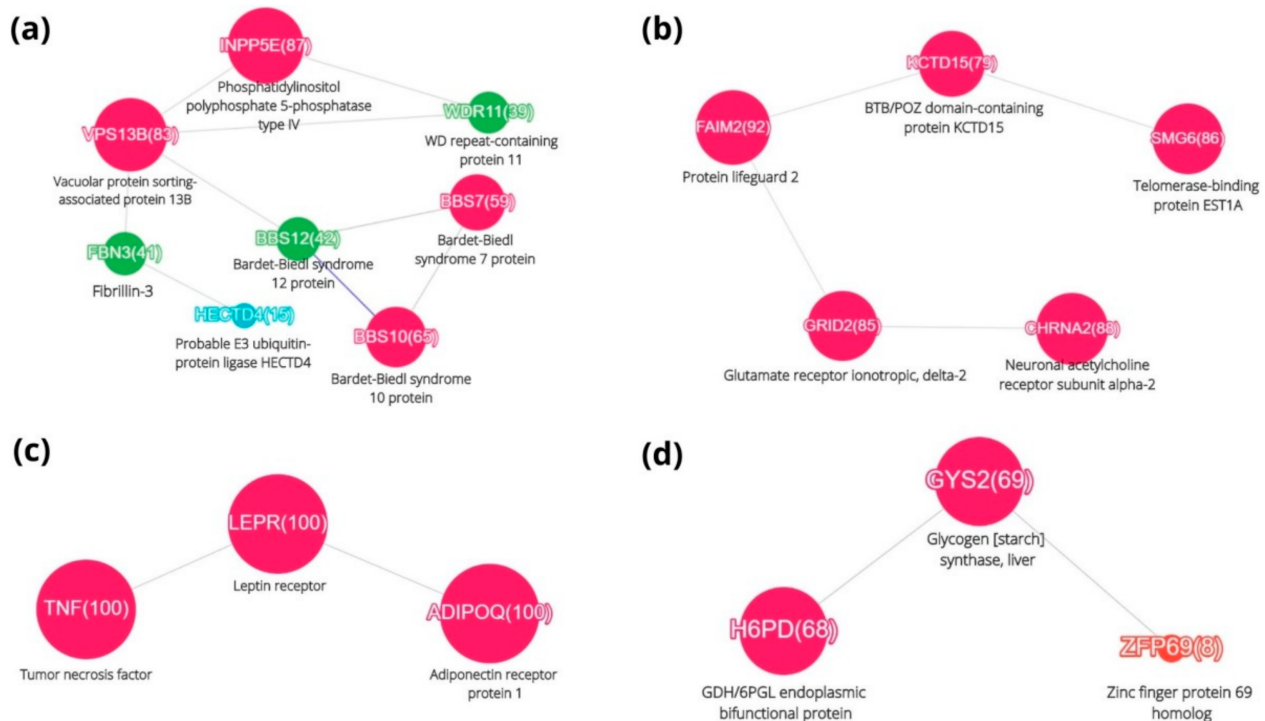 (a)
INPP5E(87)
Phosphatidylinositol
polyphosphate 5-phosphatase
type IV
VPS13B(83)
Vacuolar protein sorting-
associated protein 13B
WDR11(39)
WD repeat-containing
protein 11
BBS7(59)
Bardet-Biedl
syndrome 7 protein
FBN3(41)
Fibrillin-3
BBS12(42)
Bardet-Biedl syndrome
12 protein
HECTD4(15)
Probable E3 ubiquitin-
protein ligase HECTD4
BBS10(65)
Bardet-Biedl syndrome
10 protein
(b)
KCTD15(79)
BTB/POZ domain-containing
protein KCTD15
FAIM2(92)
Protein lifeguard 2
SMG6(86)
Telomerase-binding
protein EST1A
GRID2(85)
Glutamate receptor ionotropic, delta-2
CHRNA2(88)
Neuronal acetylcholine
receptor subunit alpha-2
(c)
LEPR(100)
Leptin receptor
TNF(100)
Tumor necrosis factor
ADIPOQ(100)
Adiponectin receptor
protein 1
(d)
GYS2(69)
Glycogen [starch]
synthase, liver
H6PD(68)
GDH/6PGL endoplasmic
bifunctional protein
ZFP69(8)
Zinc finger protein 69
homolog